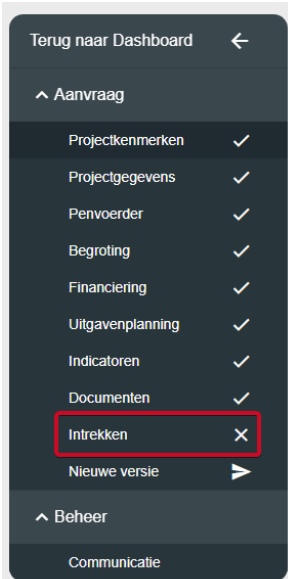 Terug naar Dashboard
Aanvraag
Projectkenmerken
Projectgegevens
Penvoerder
Begroting
Financiering
Uitgavenplanning
Indicatoren
Documenten
Intrekken
Nieuwe versie
Beheer
Communicatie